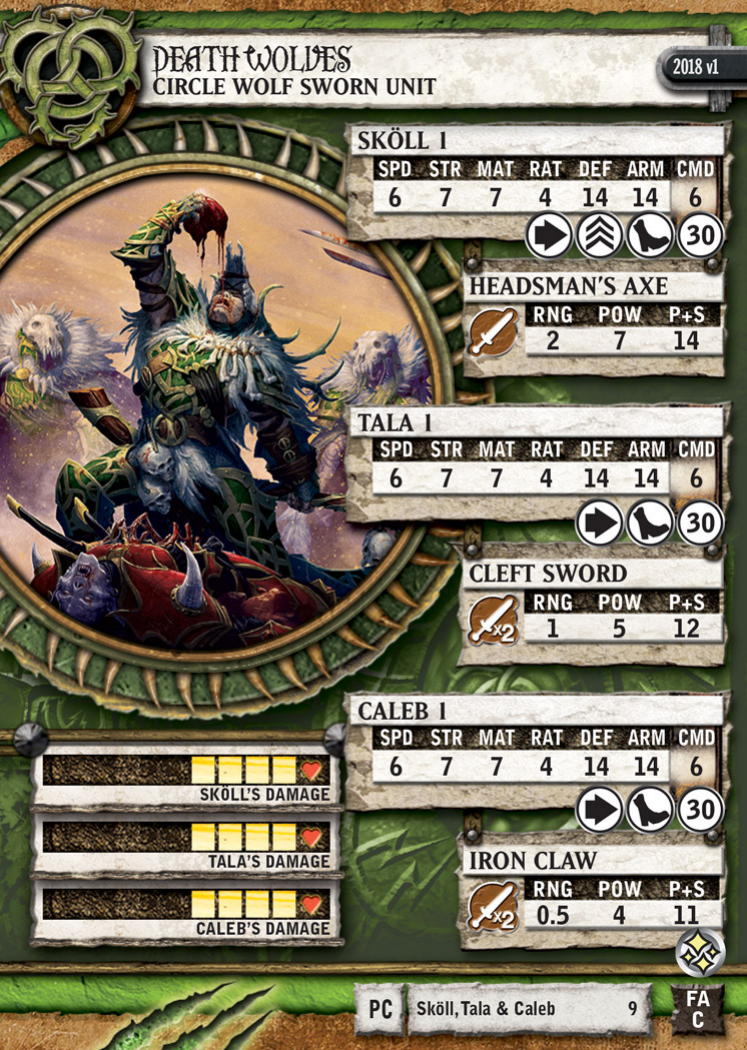 DEATH WOLVES
CIRCLE WOLF SWORN UNIT
2018 v1
SKÖLL 1
SPD STR MAT RAT DEF ARM CMD
6 7 7 4 14 14 6
30
HEADSMAN'S AXE
RNG POW P+S
2 7 14
TALA 1
SPD STR MAT RAT DEF ARM CMD
6 7 7 4 14 14 6
30
CLEFT SWORD
x2
RNG POW P+S
1 5 12
CALEB 1
SPD STR MAT RAT DEF ARM CMD
6 7 7 4 14 14 6
30
IRON CLAW
x2
RNG POW P+S
0.5 4 11
SKÖLL'S DAMAGE
TALA'S DAMAGE
CALEB'S DAMAGE
PC Sköll, Tala & Caleb 9
FA
C